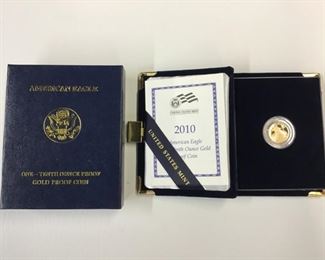 AMERICAN EAGLE
ONE-TENTH OUNCE PROOF
GOLD PROOF COIN
UNITED STATES MINT
2010
American Eagle
Ounce Gold
Coin
UNITED STATES MINT